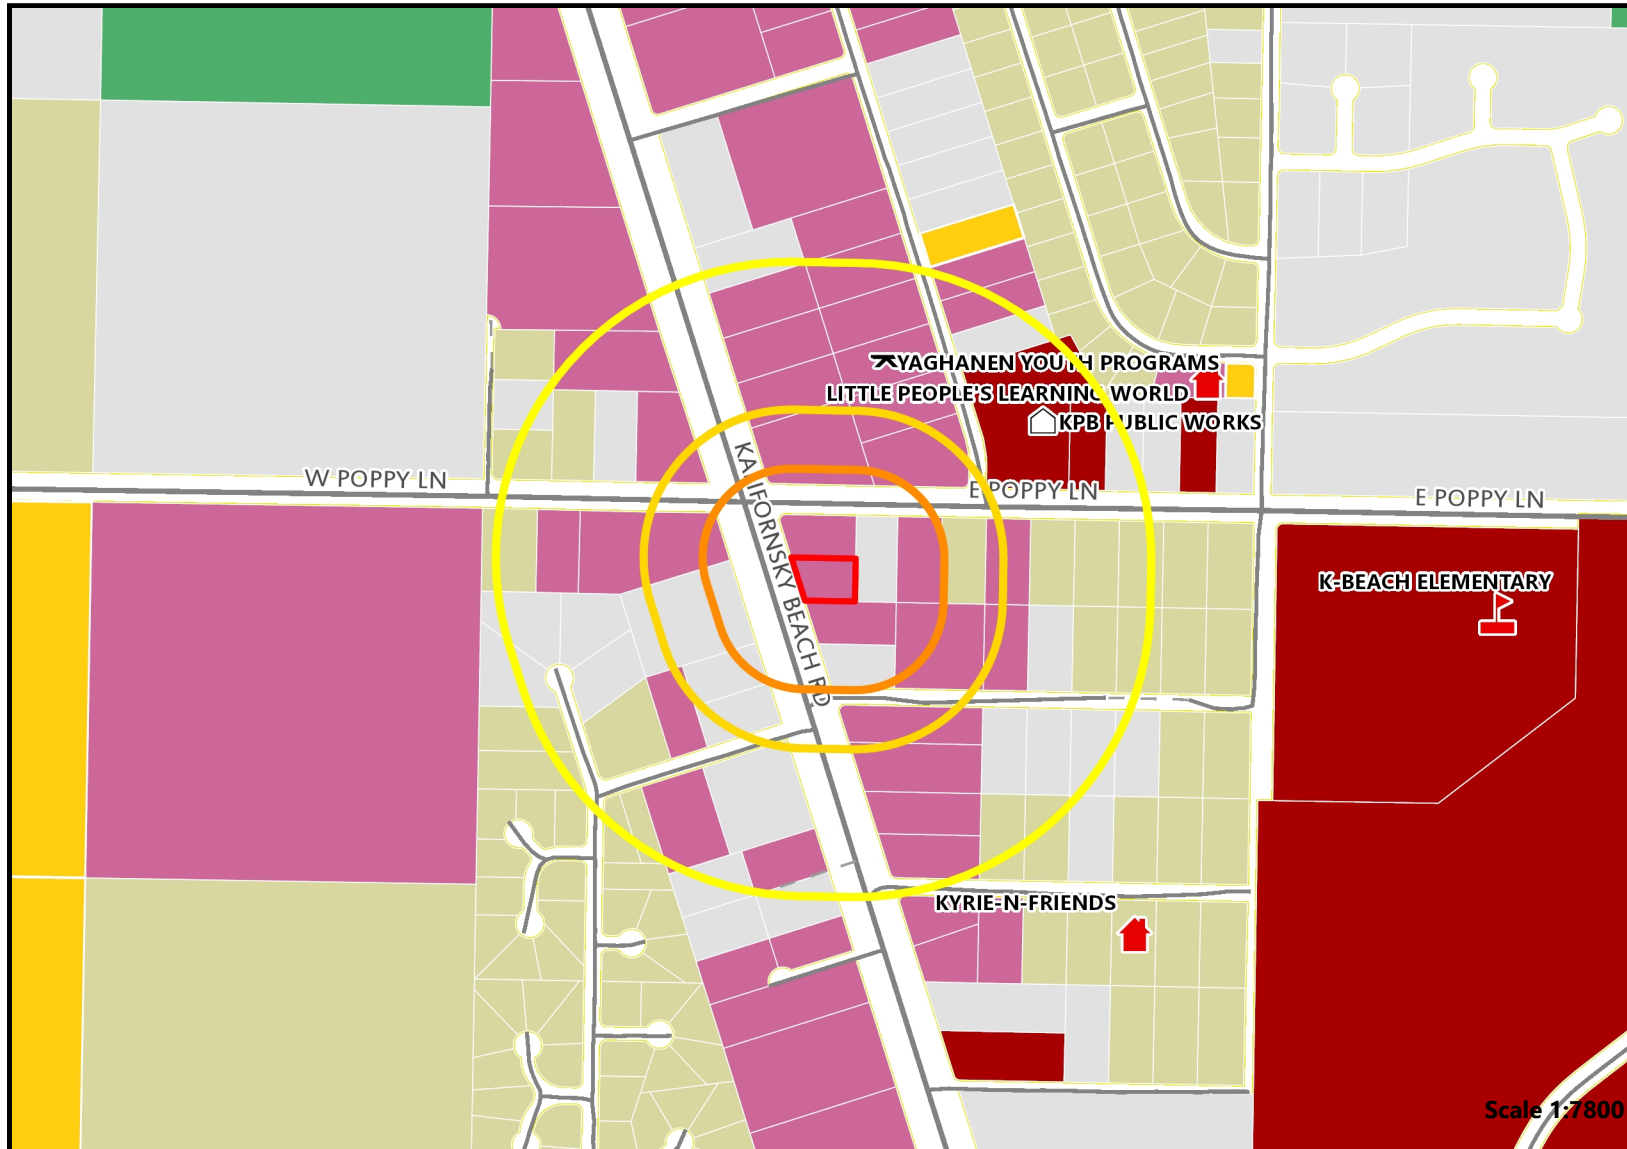 YAGHANEN YOUTH PROGRAMS
LITTLE PEOPLE'S LEARNING WORLD
KPB PUBLIC WORKS
W POPPY LN
E POPPY LN
E POPPY LN
KALIFORNSKY BEACH RD
K-BEACH ELEMENTARY
KYRIE-N-FRIENDS
Scale 1:7800